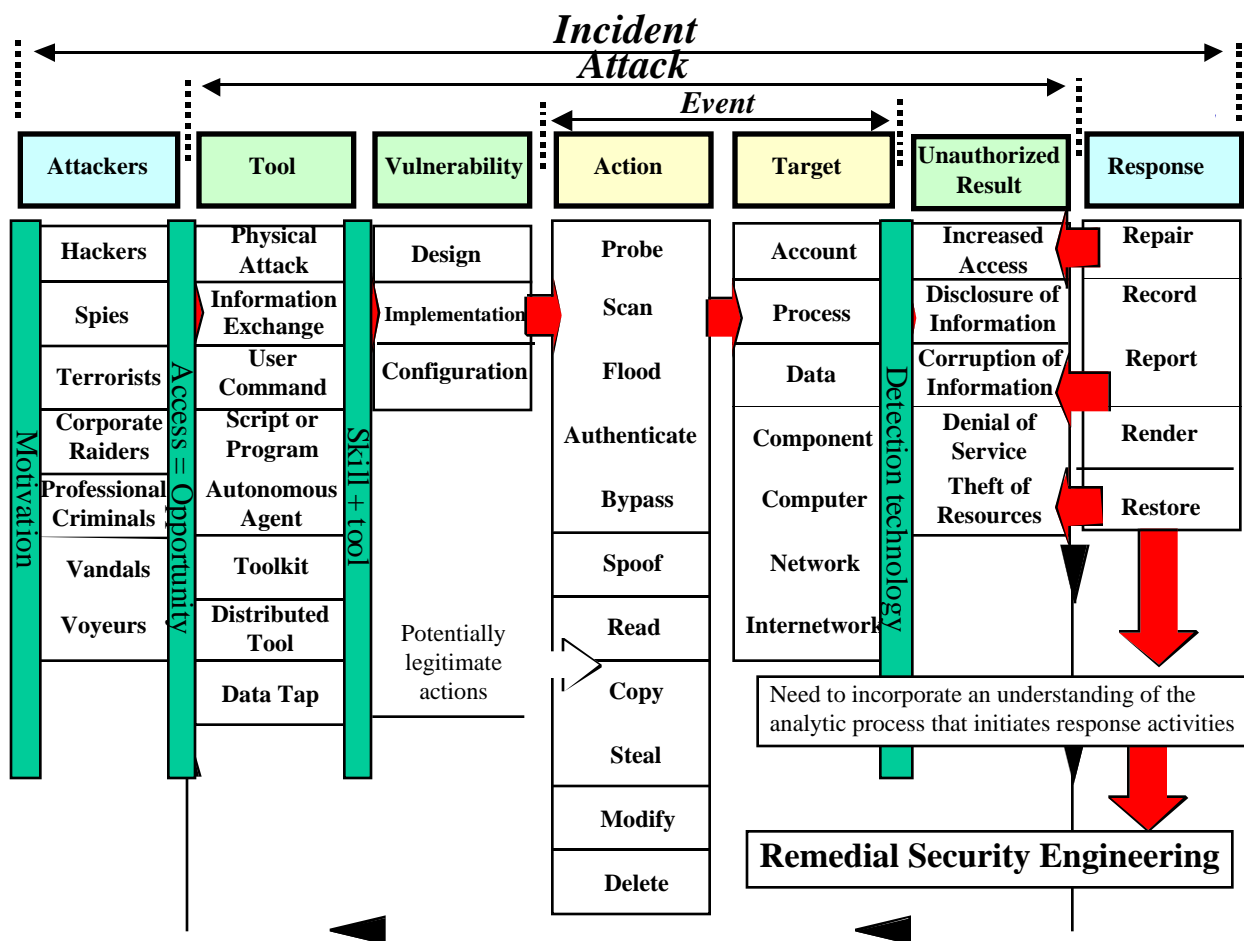 Incident
Attack
Event
Attackers
Tool
Vulnerability
Action
Target
Unauthorized
Result
Response
Motivation
Hackers
Spies
Terrorists
Corporate
Raiders
Professional
Criminals
Vandals
Voyeurs
Access = Opportunity
Physical
Attack
Information
Exchange
User
Command
Script or
Program
Autonomous
Agent
Toolkit
Distributed
Tool
Data Tap
Skill + tool
Design
Implementation
Configuration
Potentially
legitimate
actions
Probe
Scan
Flood
Authenticate
Bypass
Spoof
Read
Copy
Steal
Modify
Delete
Account
Process
Data
Component
Computer
Network
Internetwork
Detection technology
Increased
Access
Disclosure of
Information
Corruption of
Information
Denial of
Service
Theft of
Resources
Repair
Record
Report
Render
Restore
Need to incorporate an understanding of the
analytic process that initiates response activities
Remedial Security Engineering